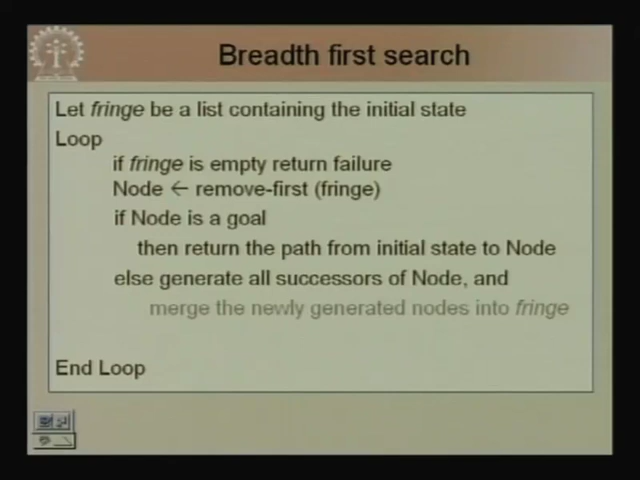 Breadth first search
Let fringe be a list containing the initial state
Loop
if fringe is empty return failure
Node ← remove-first (fringe)
if Node is a goal
then return the path from initial state to Node
else generate all successors of Node, and
merge the newly generated nodes into fringe
End Loop